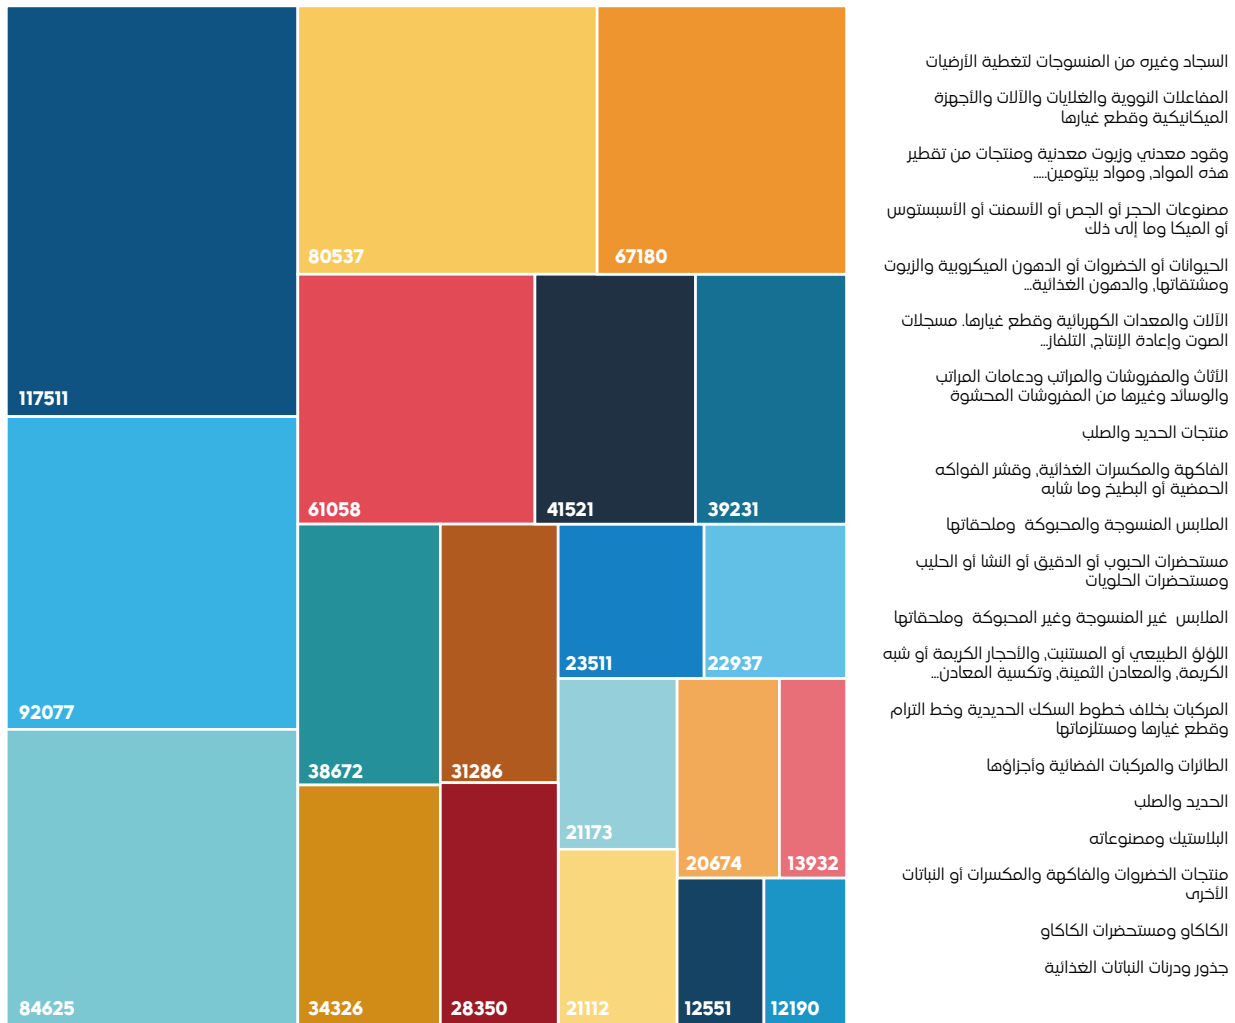 السجاد وغيره من المنسوجات لتغطية الأرضيات
المفاعلات النووية والغلايات والآلات والأجهزة
الميكانيكية وقطع غيارها
وقود معدني وزيوت معدنية ومنتجات من تقطير
هذه المواد, ومواد بيتومين.....
مصنوعات الحجر أو الجص أو الأسمنت أو الأسبستوس
أو الميكا وما إلى ذلك
الحيوانات أو الخضروات أو الدهون الميكروبية والزيوت
ومشتقاتها, والدهون الغذائية...
الآلات والمعدات الكهربائية وقطع غيارها. مسجلات
الصوت وإعادة الإنتاج, التلفاز...
الأثاث والمفروشات والمراتب ودعامات المراتب
والوسائد وغيرها من المفروشات المحشوة
منتجات الحديد والصلب
الفاكهة والمكسرات الغذائية, وقشر الفواكه
الحمضية أو البطيخ وما شابه
الملابس المنسوجة والمحبوكة وملحقاتها
مستحضرات الحبوب أو الدقيق أو النشا أو الحليب
ومستحضرات الحلويات
الملابس غير المنسوجة وغير المحبوكة وملحقاتها
اللؤلؤ الطبيعي أو المستنبت, والأحجار الكريمة أو شبه
الكريمة, والمعادن الثمينة, وتكسية المعادن...
المركبات بخلاف خطوط السكك الحديدية وخط الترام
وقطع غيارها ومستلزماتها
الطائرات والمركبات الفضائية وأجزاؤها
الحديد والصلب
البلاستيك ومصنوعاته
منتجات الخضروات والفاكهة والمكسرات أو النباتات
الأخرى
الكاكاو ومستحضرات الكاكاو
جذور ودرنات النباتات الغذائية
117511
92077
84625
80537
67180
61058
41521
39231
38672
34326
31286
28350
23511
22937
21173
21112
20674
13932
12551
12190